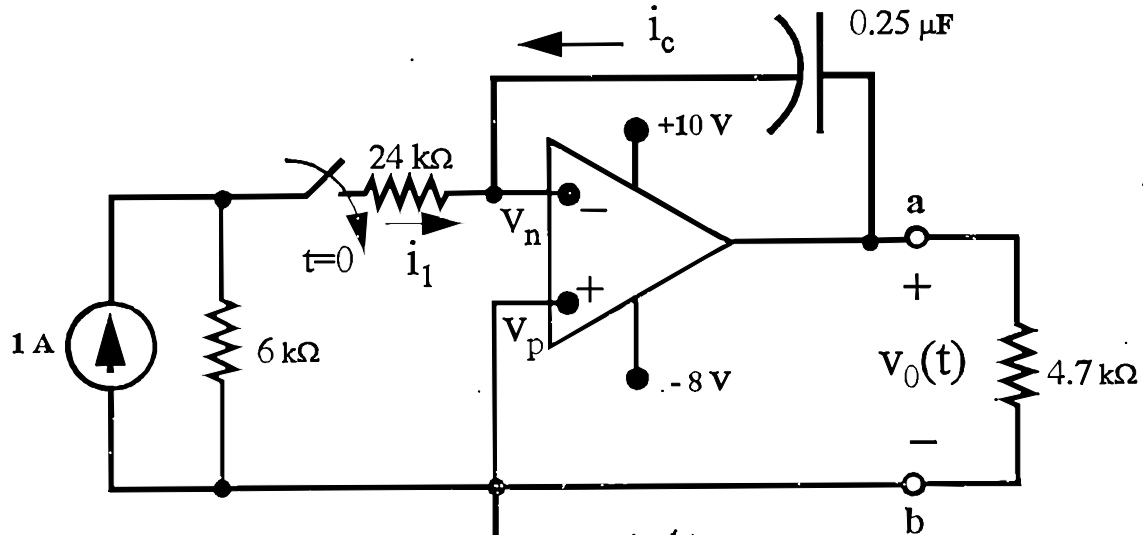 i_c
0.25 μF
+10 V
24 kΩ
a
−
v_n
t=0
i_1
+
+
1 A
6 kΩ
v_p
- 8 V
v_0(t)
4.7 kΩ
−
b